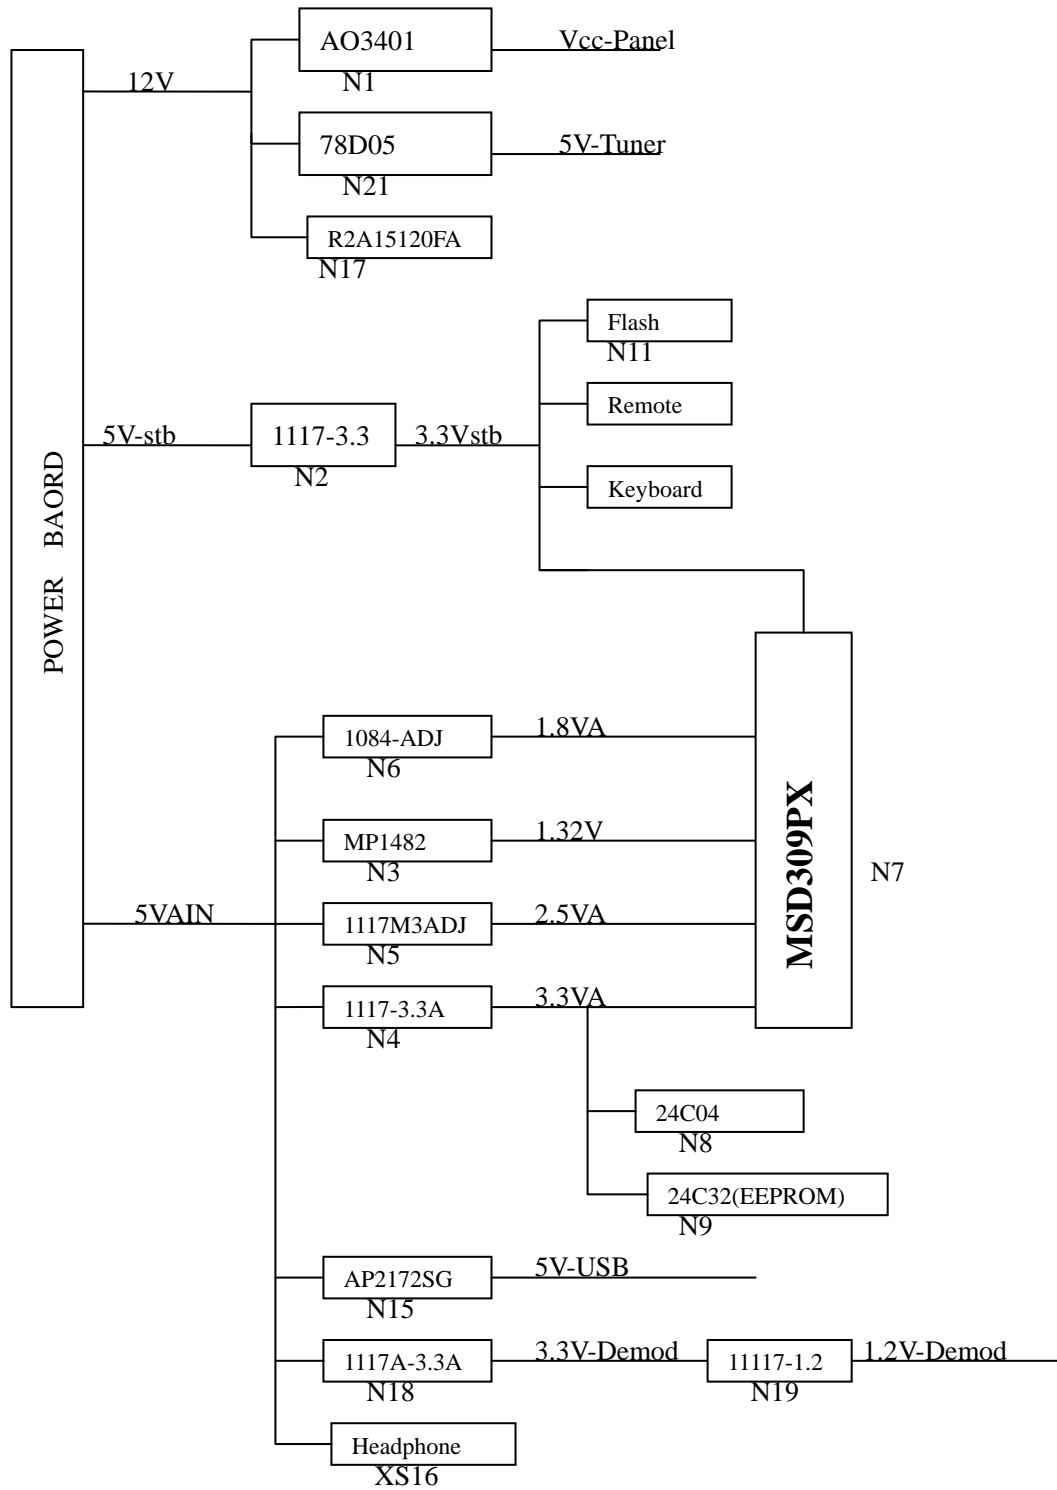 AO3401
Vcc-Panel
N1
12V
78D05
5V-Tuner
N21
R2A15120FA
N17
Flash
N11
Remote
5V-stb
1117-3.3
3.3Vstb
N2
Keyboard
POWER BAORD
1084-ADJ
1.8VA
N6
MP1482
1.32V
N3
MSD309PX
N7
5VAIN
1117M3ADJ
2.5VA
N5
1117-3.3A
3.3VA
N4
24C04
N8
24C32(EEPROM)
N9
AP2172SG
5V-USB
N15
1117A-3.3A
3.3V-Demod
11117-1.2
1.2V-Demod
N18
N19
Headphone
XS16